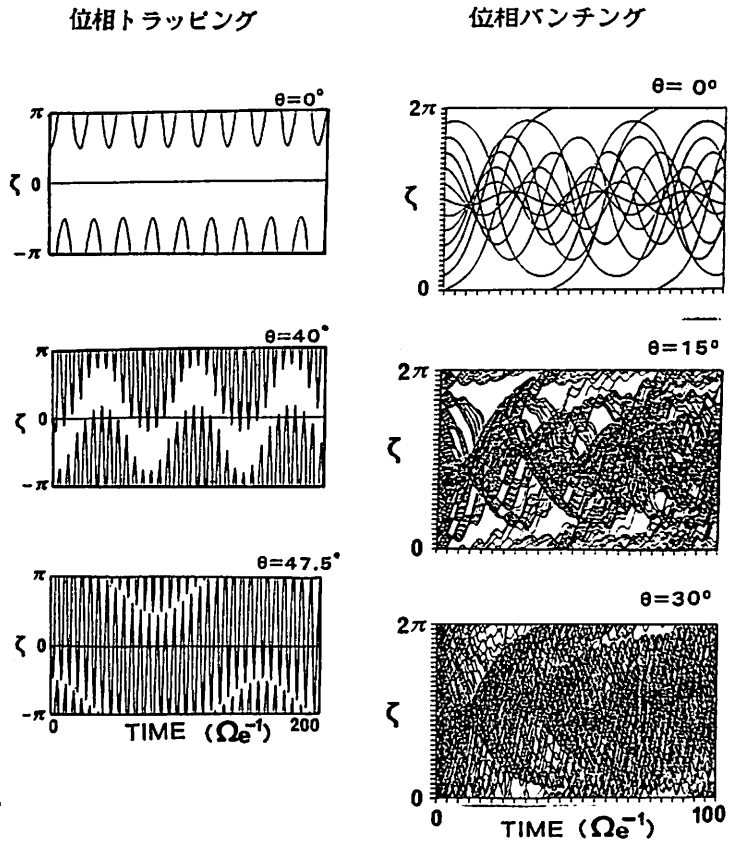 位相トラッピング
θ=0°
π
ζ 0
-π
θ=40°
π
ζ 0
-π
θ=47.5°
π
ζ 0
-π
0 200
TIME (Ωe⁻¹)
位相バンチング
θ= 0°
2π
ζ
0
θ=15°
2π
ζ
0
θ=30°
2π
ζ
0
0 100
TIME (Ωe⁻¹)